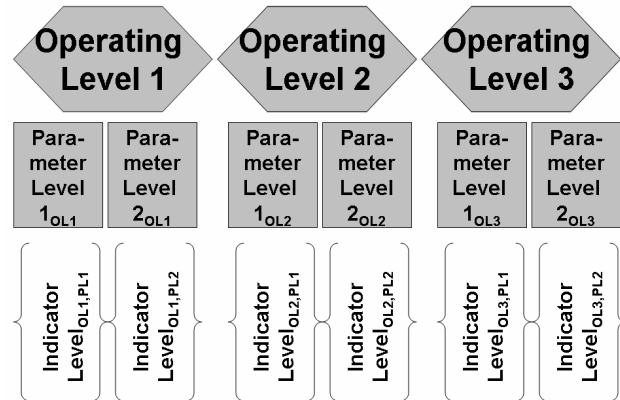 Operating
Level 1
Operating
Level 2
Operating
Level 3
Para-
meter
Level
1OL1
Para-
meter
Level
2OL1
Para-
meter
Level
1OL2
Para-
meter
Level
2OL2
Para-
meter
Level
1OL3
Para-
meter
Level
2OL3
Indicator
LevelOL1,PL1
Indicator
LevelOL1,PL2
Indicator
LevelOL2,PL1
Indicator
LevelOL2,PL2
Indicator
LevelOL3,PL1
Indicator
LevelOL3,PL2